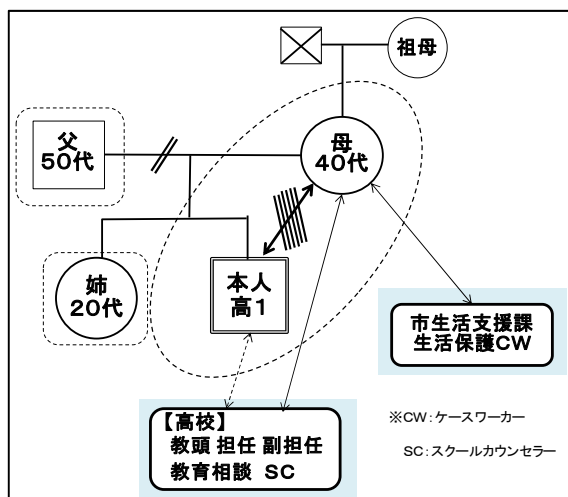 祖母
父
50代
母
40代
姉
20代
本人
高1
市生活支援課
生活保護CW
【高校】
教頭 担任 副担任
教育相談 SC
※CW:ケースワーカー
SC:スクールカウンセラー